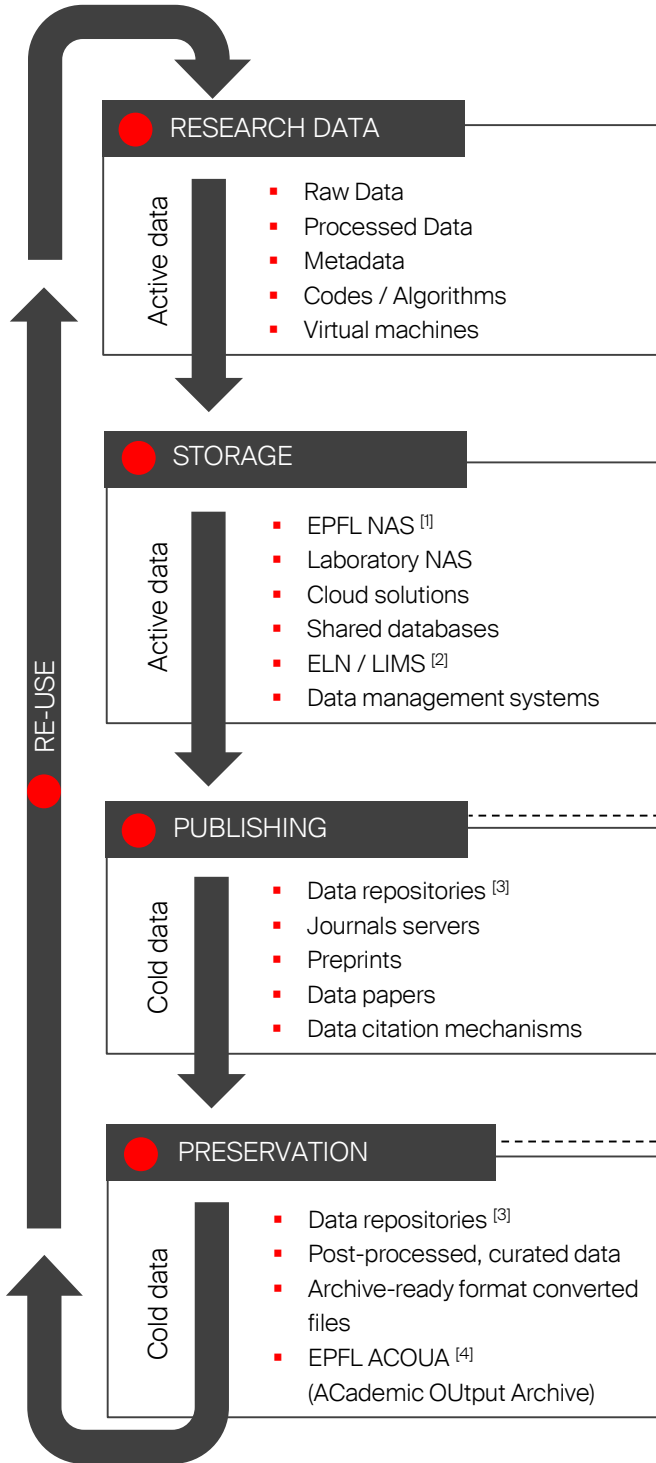 RESEARCH DATA
Active data
Raw Data
Processed Data
Metadata
Codes / Algorithms
Virtual machines
STORAGE
Active data
EPFL NAS [1]
Laboratory NAS
Cloud solutions
Shared databases
ELN / LIMS [2]
Data management systems
RE-USE
PUBLISHING
Cold data
Data repositories [3]
Journals servers
Preprints
Data papers
Data citation mechanisms
PRESERVATION
Cold data
Data repositories [3]
Post-processed, curated data
Archive-ready format converted
files
EPFL ACOUA [4]
(ACademic OUtput Archive)